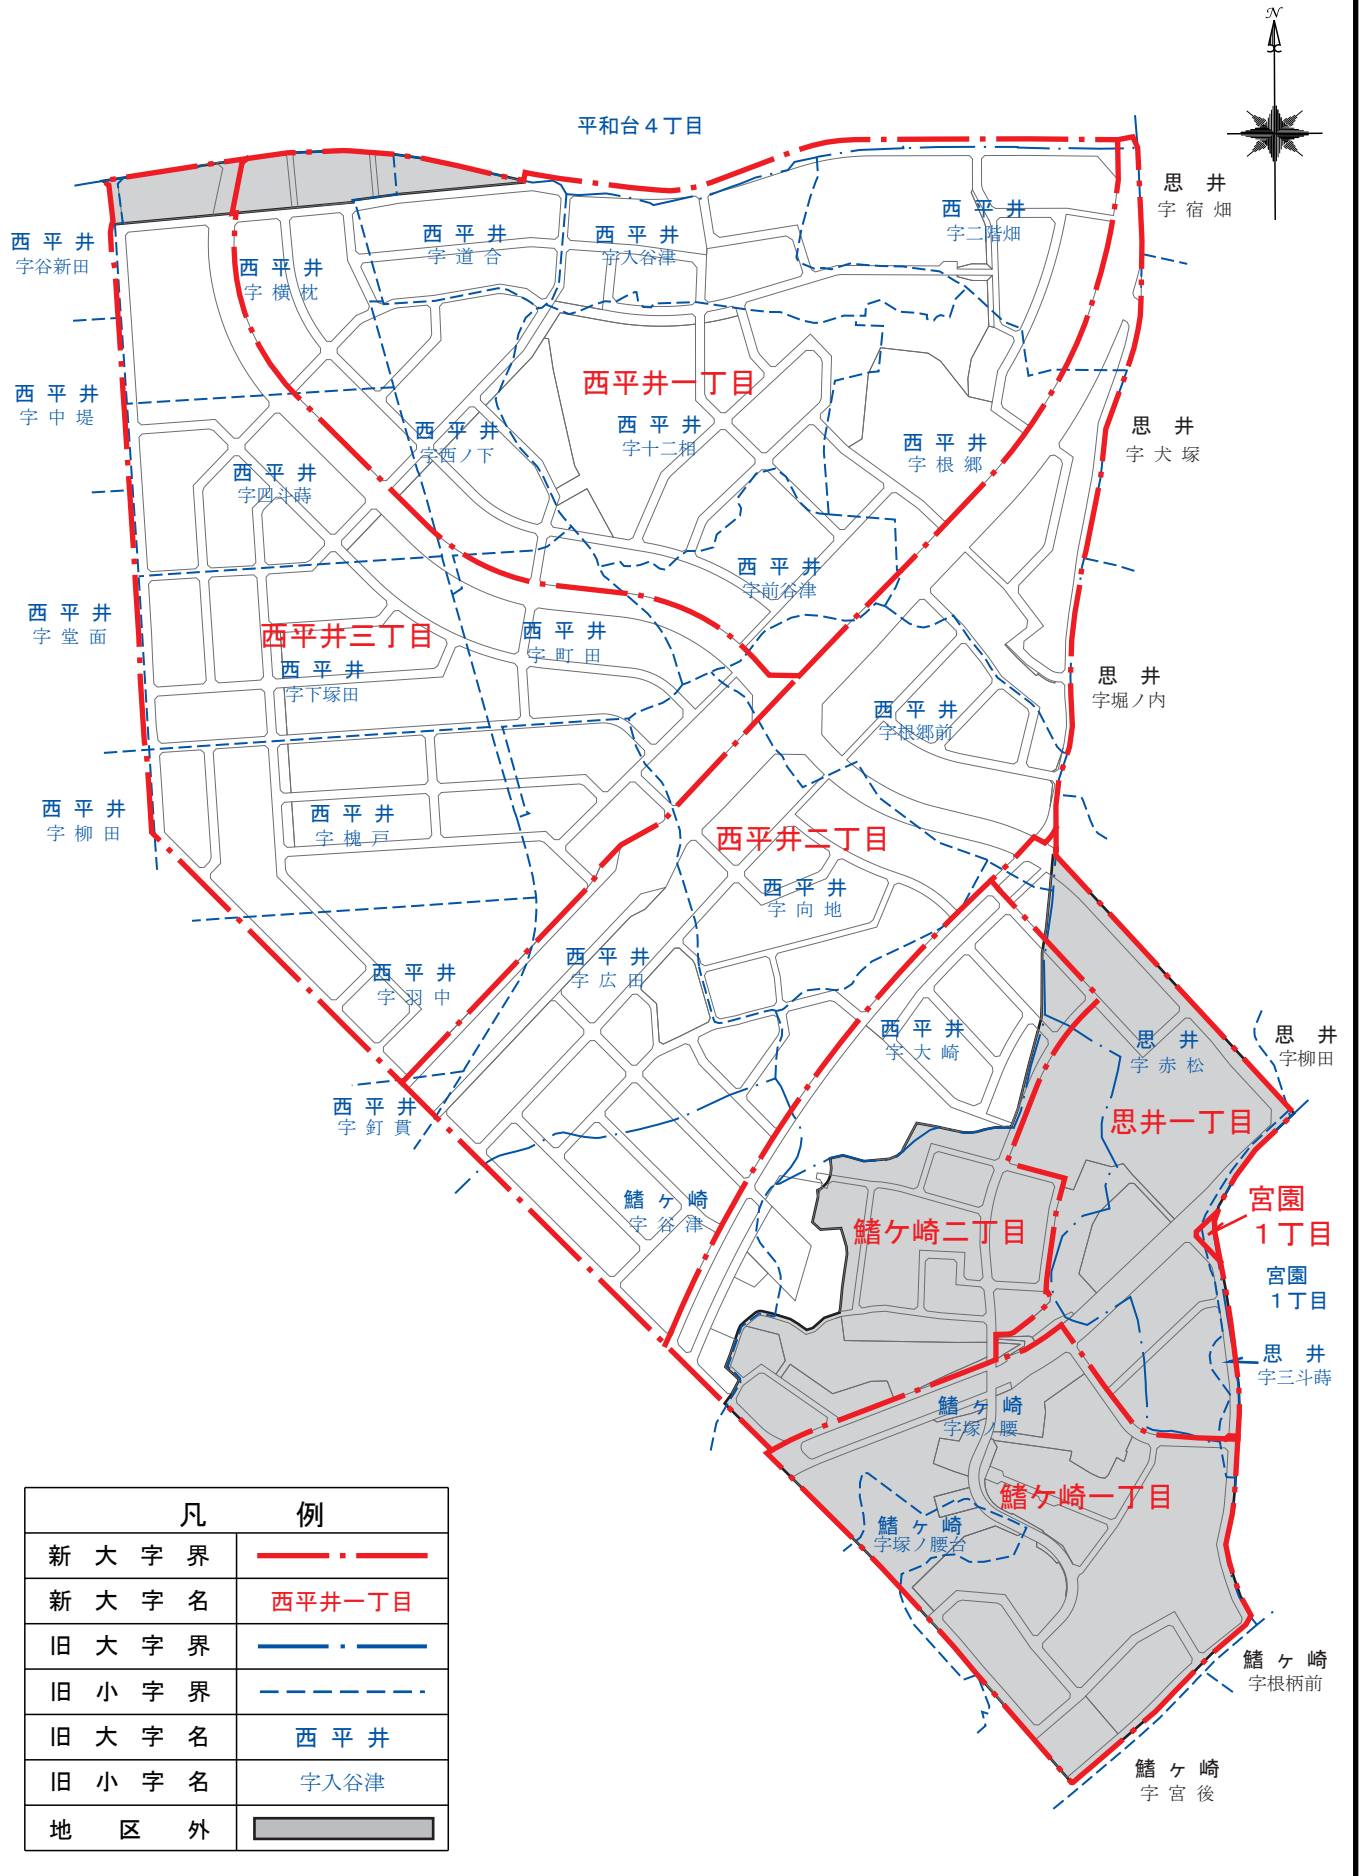 N
平和台４丁目
思井
字宿畑
西平井
字二階畑
西平井
字道合
西平井
字入谷津
西平井
字谷新田
西平井
字横枕
西平井一丁目
西平井
字中堤
西平井
字西ノ下
西平井
字十二相
西平井
字根郷
思井
字犬塚
西平井
字四斗蒔
西平井
字前谷津
西平井
字堂面
西平井三丁目
西平井
字町田
西平井
字下塚田
思井
字堀ノ内
西平井
字根郷前
西平井
字柳田
西平井
字槐戸
西平井二丁目
西平井
字向地
西平井
字広田
西平井
字羽中
西平井
字大崎
思井
字赤松
思井
字柳田
西平井
字釘貫
思井一丁目
鰭ヶ崎
字谷津
鰭ケ崎二丁目
宮園
１丁目
宮園
１丁目
思井
字三斗蒔
鰭ヶ崎
字塚ノ腰
鰭ケ崎一丁目
鰭ヶ崎
字塚ノ腰台
鰭ヶ崎
字根柄前
鰭ヶ崎
字宮後
凡例
新大字界
新大字名 西平井一丁目
旧大字界
旧小字界
旧大字名 西平井
旧小字名 字入谷津
地区外